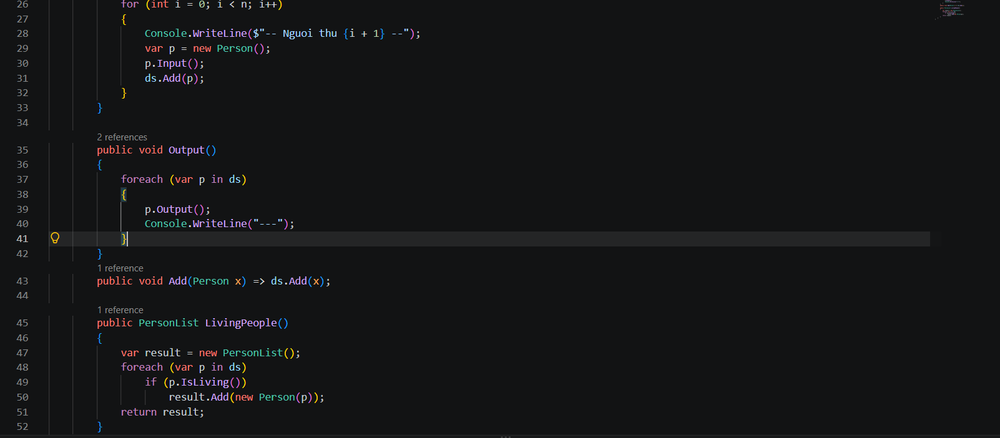 26 for (int i = 0; i < n; i++)
27 {
28 Console.WriteLine($"-- Nguoi thu {i + 1} --");
29 var p = new Person();
30 p.Input();
31 ds.Add(p);
32 }
33 }
34
2 references
35 public void Output()
36 {
37 foreach (var p in ds)
38 {
39 p.Output();
40 Console.WriteLine("---");
41 }
42 }
1 reference
43 public void Add(Person x) => ds.Add(x);
44
1 reference
45 public PersonList LivingPeople()
46 {
47 var result = new PersonList();
48 foreach (var p in ds)
49 if (p.IsLiving())
50 result.Add(new Person(p));
51 return result;
52 }